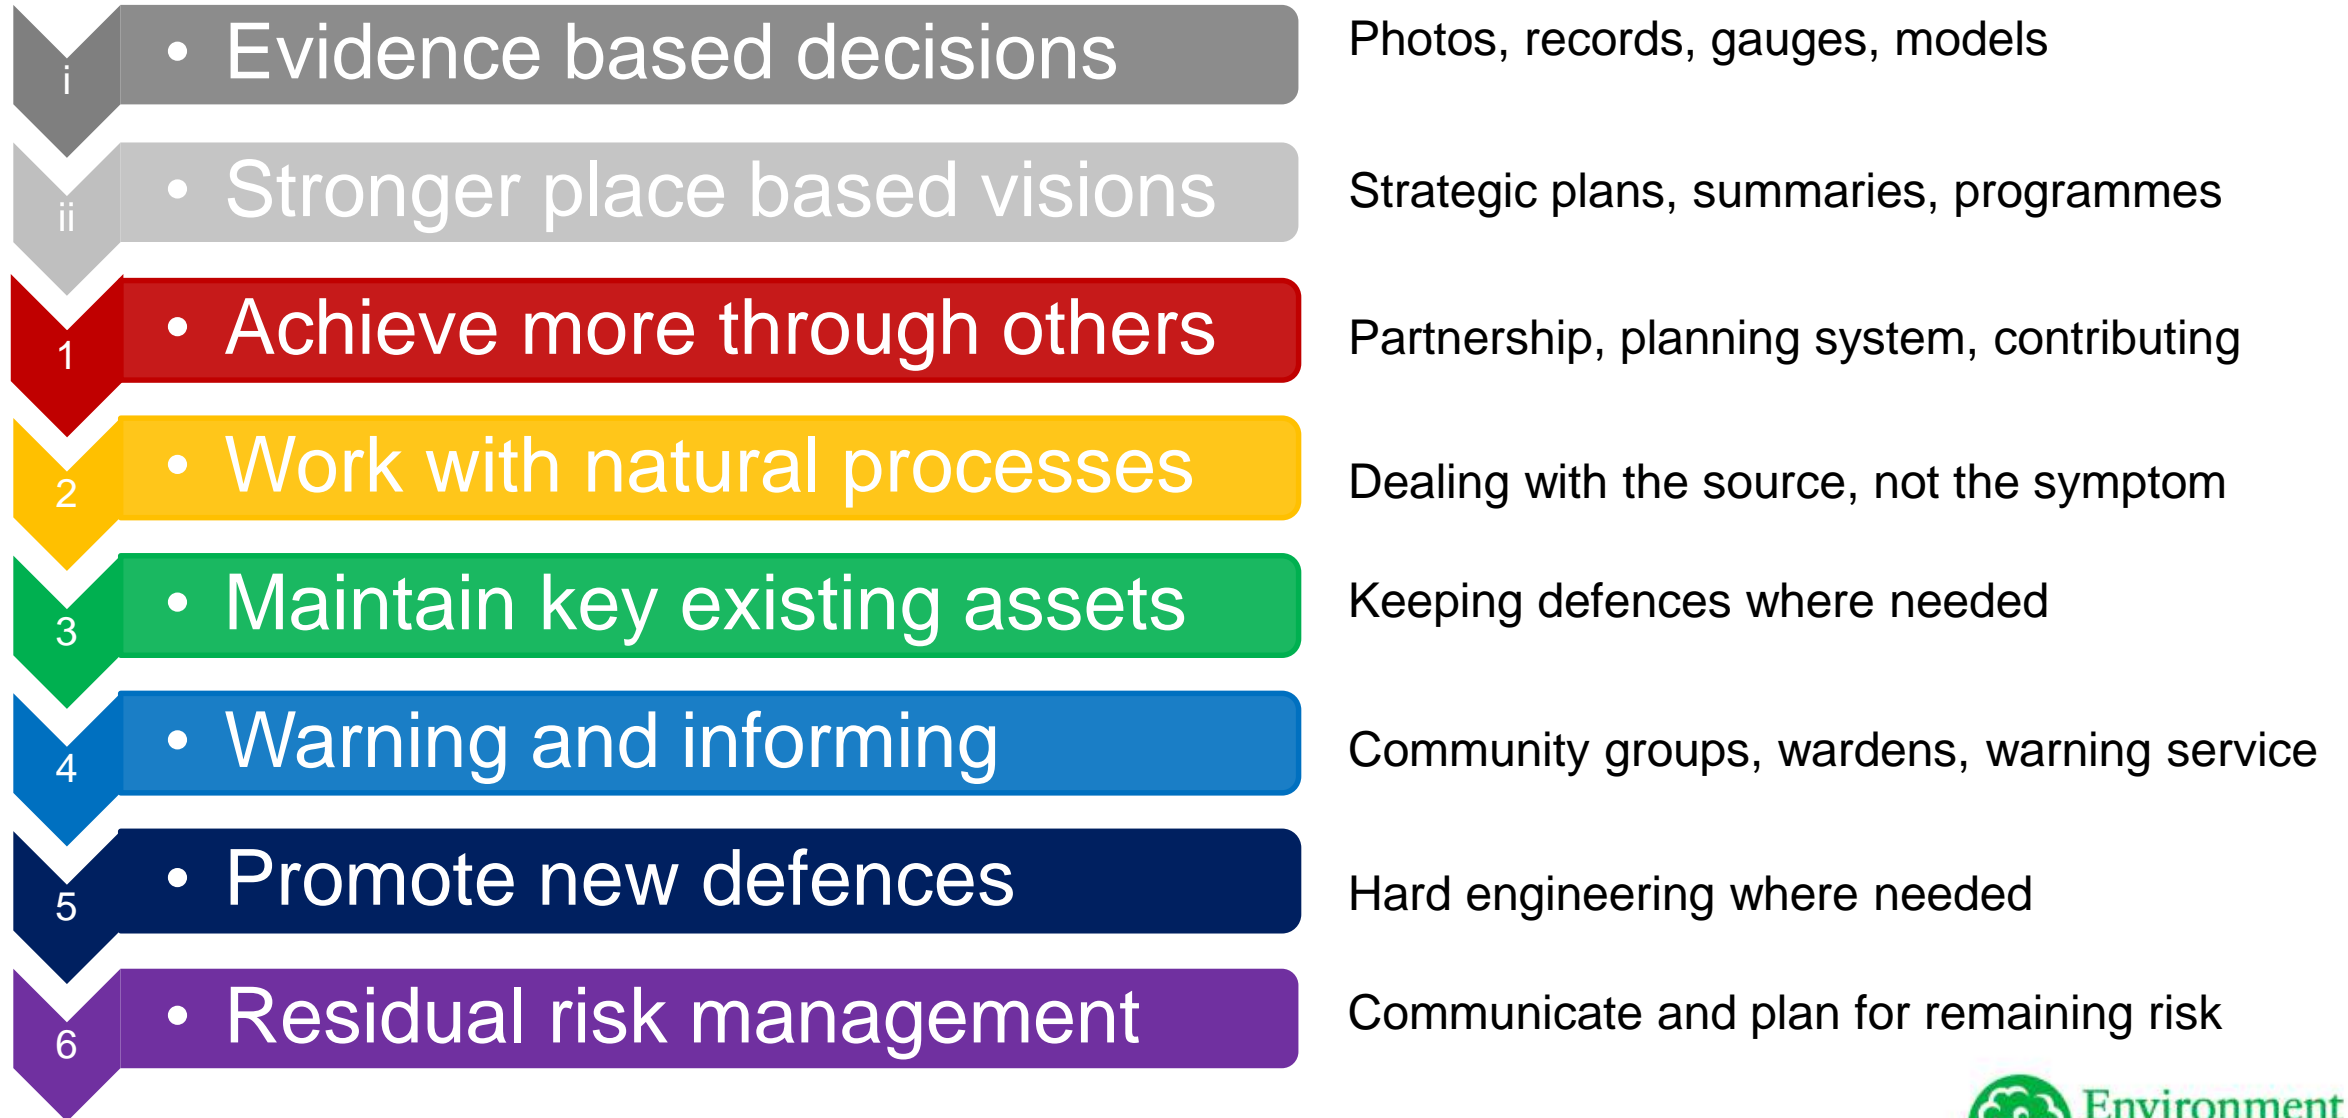 i
• Evidence based decisions
Photos, records, gauges, models
ii
• Stronger place based visions
Strategic plans, summaries, programmes
1
• Achieve more through others
Partnership, planning system, contributing
2
• Work with natural processes
Dealing with the source, not the symptom
3
• Maintain key existing assets
Keeping defences where needed
4
• Warning and informing
Community groups, wardens, warning service
5
• Promote new defences
Hard engineering where needed
6
• Residual risk management
Communicate and plan for remaining risk
Environment